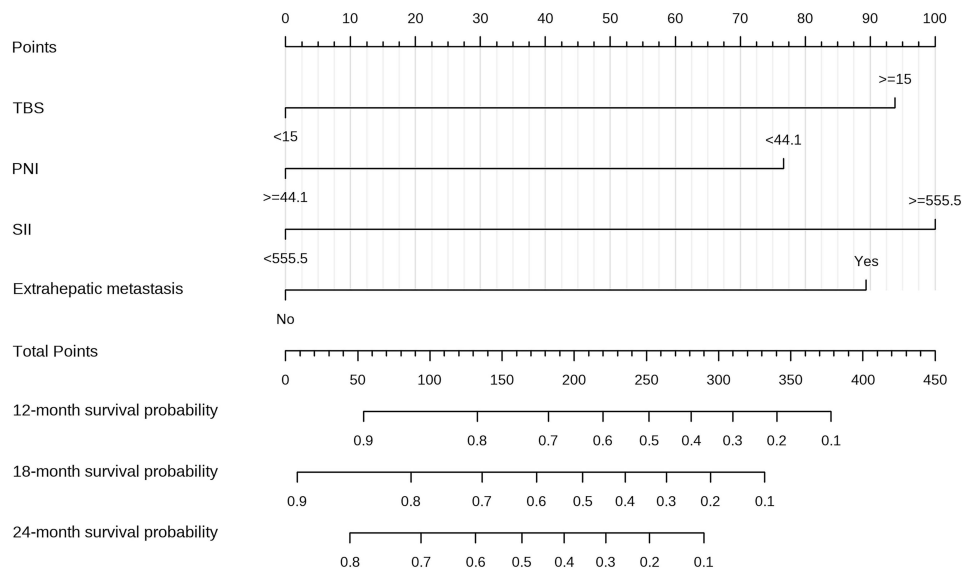 0 10 20 30 40 50 60 70 80 90 100
Points
>=15
TBS
<15
<44.1
PNI
>=44.1
>=555.5
SII
<555.5
Yes
Extrahepatic metastasis
No
Total Points
0 50 100 150 200 250 300 350 400 450
12-month survival probability
0.9 0.8 0.7 0.6 0.5 0.4 0.3 0.2 0.1
18-month survival probability
0.9 0.8 0.7 0.6 0.5 0.4 0.3 0.2 0.1
24-month survival probability
0.8 0.7 0.6 0.5 0.4 0.3 0.2 0.1